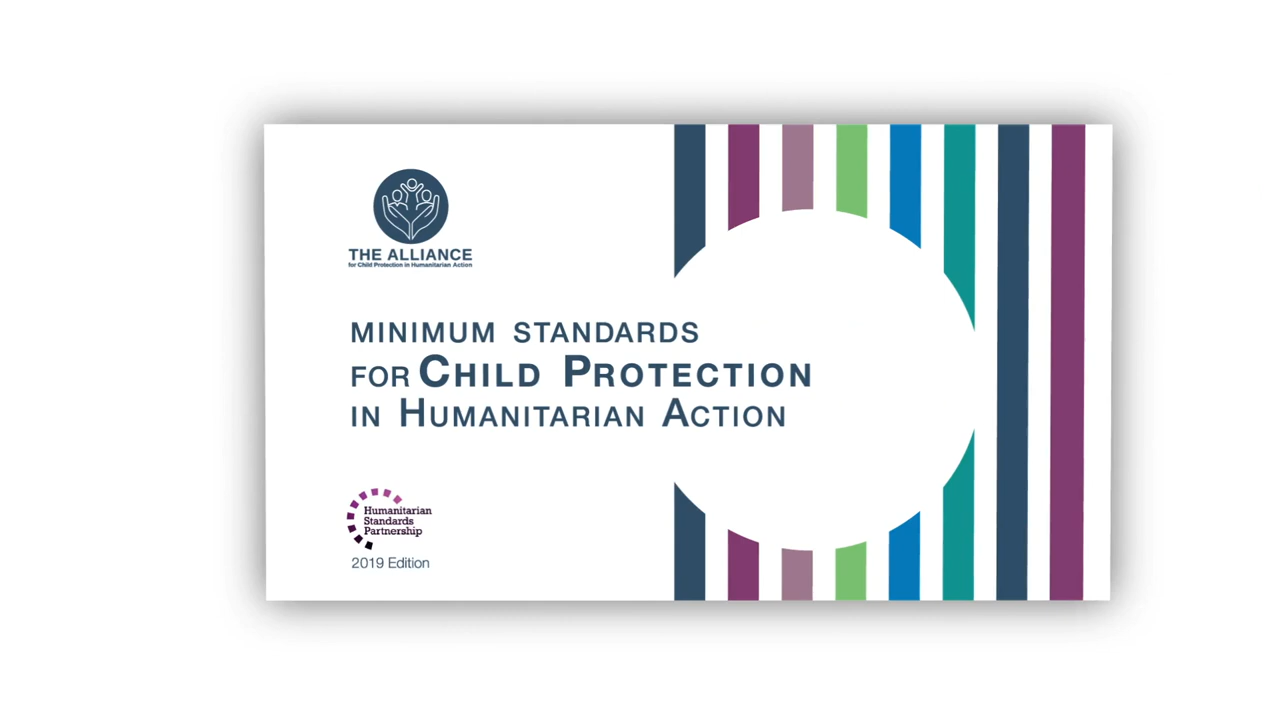 THE ALLIANCE
for Child Protection in Humanitarian Action
MINIMUM STANDARDS
FOR CHILD PROTECTION
IN HUMANITARIAN ACTION
Humanitarian
Standards
Partnership
2019 Edition